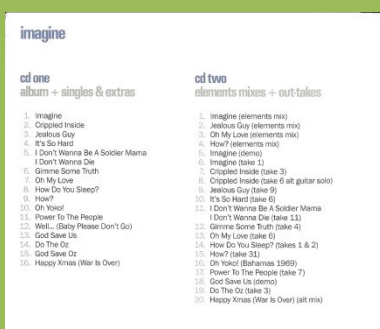 imagine
cd one
album + singles & extras
1. Imagine
2. Crippled Inside
3. Jealous Guy
4. It's So Hard
5. I Don't Wanna Be A Soldier Mama
I Don't Wanna Die
6. Gimme Some Truth
7. Oh My Love
8. How Do You Sleep?
9. How?
10. Oh Yoko!
11. Power To The People
12. Well... (Baby Please Don't Go)
13. God Save Us
14. Do The Oz
15. God Save Oz
16. Happy Xmas (War Is Over)
cd two
elements mixes + out-takes
1. Imagine (elements mix)
2. Jealous Guy (elements mix)
3. Oh My Love (elements mix)
4. How? (elements mix)
5. Imagine (demo)
6. Imagine (take 1)
7. Crippled Inside (take 3)
8. Crippled Inside (take 6 alt guitar solo)
9. Jealous Guy (take 9)
10. It's So Hard (take 6)
11. I Don't Wanna Be A Soldier Mama
I Don't Wanna Die (take 11)
12. Gimme Some Truth (take 4)
13. Oh My Love (take 6)
14. How Do You Sleep? (takes 1 & 2)
15. How? (take 31)
16. Oh Yoko! (Bahamas 1969)
17. Power To The People (take 7)
18. God Save Us (demo)
19. Do The Oz (take 3)
20. Happy Xmas (War Is Over) (alt mix)